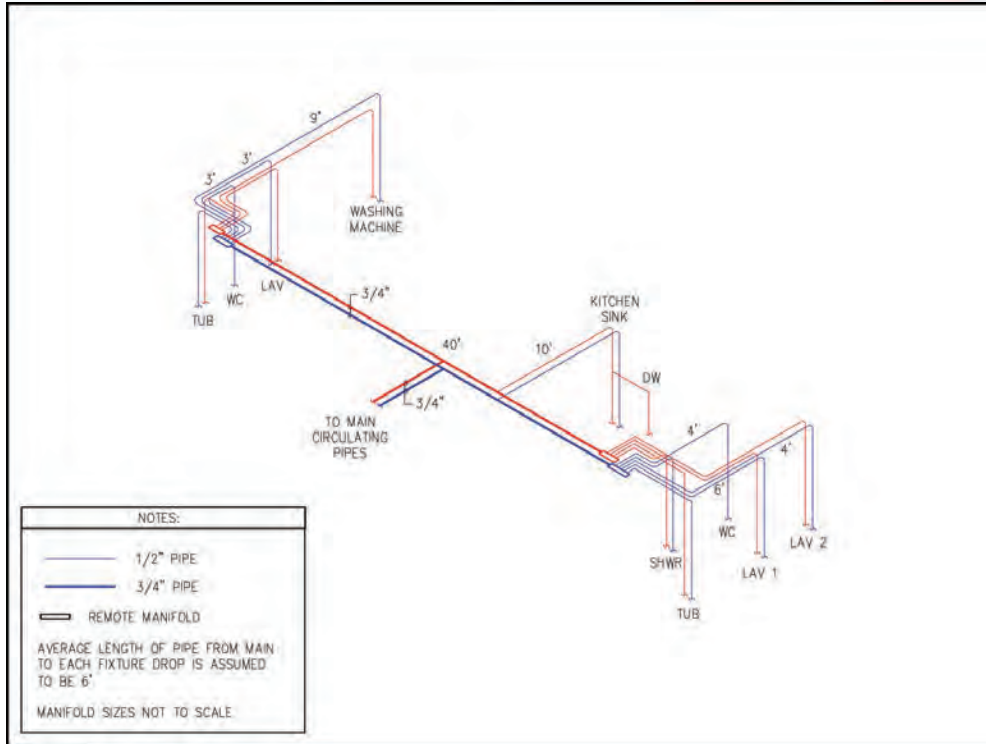 9'
3'
3'
WASHING
MACHINE
LAV
WC
TUB
3/4"
KITCHEN
SINK
40'
10'
DW
3/4"
TO MAIN
CIRCULATING
PIPES
4'
4'
6'
WC
LAV 2
SHWR
LAV 1
TUB
NOTES:
1/2" PIPE
3/4" PIPE
REMOTE MANIFOLD
AVERAGE LENGTH OF PIPE FROM MAIN
TO EACH FIXTURE DROP IS ASSUMED
TO BE 6'
MANIFOLD SIZES NOT TO SCALE